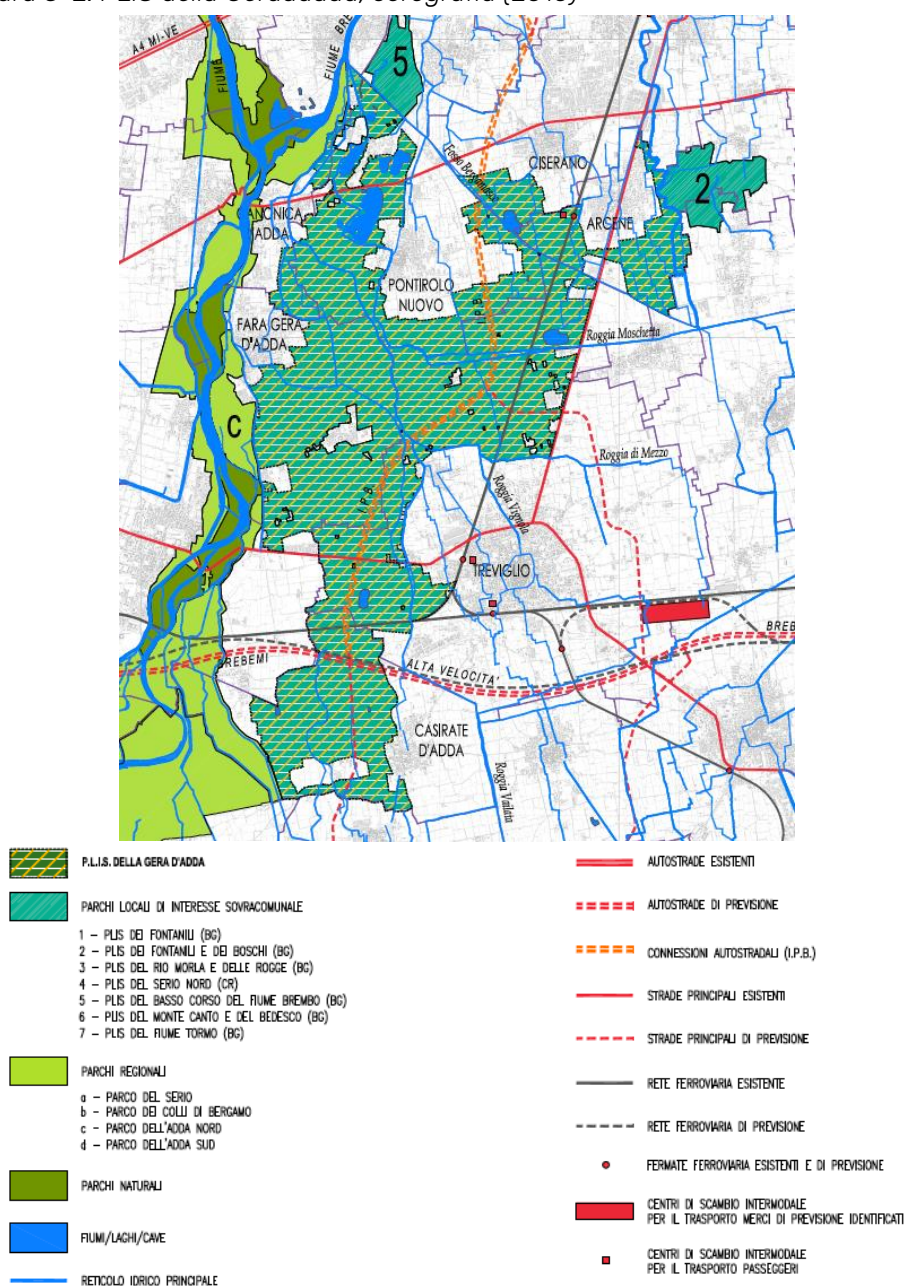 A4 MI-VE
FIUME
FIUME BRE
5
CISERANO
2
CANONICA
D'ADDA
ARGENE
PONTIROLO
NUOVO
I.P.B.
FARA GERA
D'ADDA
Roggia Moschetta
c
Roggia di Mezzo
Roggia Vignola
I.P.B.
TREVIGLIO
BREBEMI
ALTA VELOCITA'
BREB
CASIRATE
D'ADDA
Roggia Vailata
P.L.I.S. DELLA GERA D'ADDA
PARCHI LOCALI DI INTERESSE SOVRACOMUNALE
1 – PLIS DEI FONTANILI (BG)
2 – PLIS DEI FONTANILI E DEI BOSCHI (BG)
3 – PLIS DEL RIO MORLA E DELLE ROGGE (BG)
4 – PLIS DEL SERIO NORD (CR)
5 – PLIS DEL BASSO CORSO DEL FIUME BREMBO (BG)
6 – PLIS DEL MONTE CANTO E DEL BEDESCO (BG)
7 – PLIS DEL FIUME TORMO (BG)
PARCHI REGIONALI
a – PARCO DEL SERIO
b – PARCO DEI COLLI DI BERGAMO
c – PARCO DELL'ADDA NORD
d – PARCO DELL'ADDA SUD
PARCHI NATURALI
FIUMI/LAGHI/CAVE
RETICOLO IDRICO PRINCIPALE
AUTOSTRADE ESISTENTI
AUTOSTRADE DI PREVISIONE
CONNESSIONI AUTOSTRADALI (I.P.B.)
STRADE PRINCIPALI ESISTENTI
STRADE PRINCIPALI DI PREVISIONE
RETE FERROVIARIA ESISTENTE
RETE FERROVIARIA DI PREVISIONE
FERMATE FERROVIARIA ESISTENTI E DI PREVISIONE
CENTRI DI SCAMBIO INTERMODALE
PER IL TRASPORTO MERCI DI PREVISIONE IDENTIFICATI
CENTRI DI SCAMBIO INTERMODALE
PER IL TRASPORTO PASSEGGERI